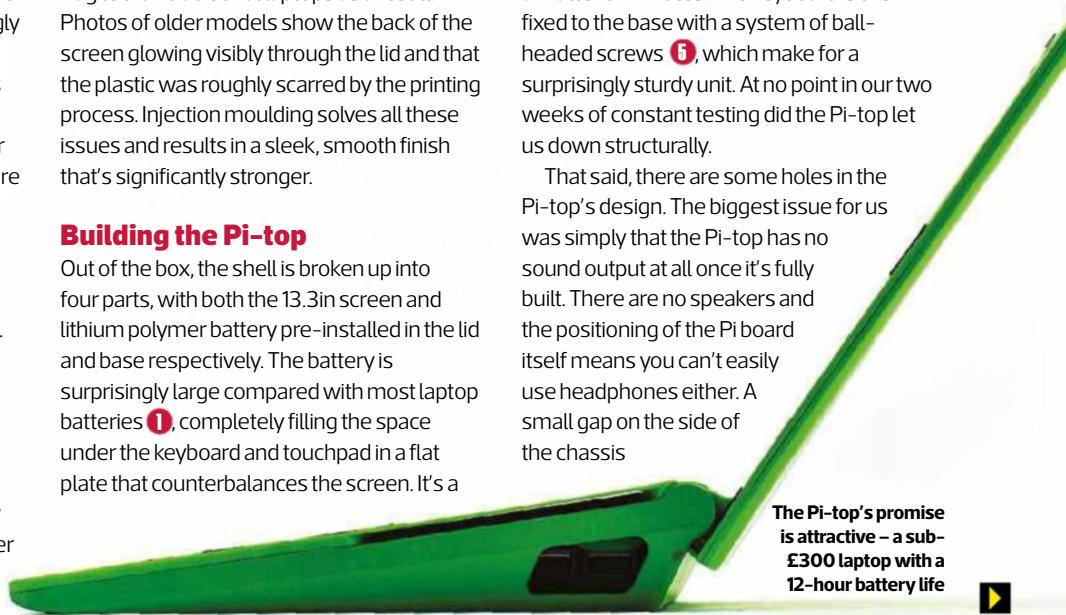 gly
r
re
.
er
Photos of older models show the back of the
screen glowing visibly through the lid and that
the plastic was roughly scarred by the printing
process. Injection moulding solves all these
issues and results in a sleek, smooth finish
that's significantly stronger.
Building the Pi-top
Out of the box, the shell is broken up into
four parts, with both the 13.3in screen and
lithium polymer battery pre-installed in the lid
and base respectively. The battery is
surprisingly large compared with most laptop
batteries 1, completely filling the space
under the keyboard and touchpad in a flat
plate that counterbalances the screen. It's a
fixed to the base with a system of ball-
headed screws 5, which make for a
surprisingly sturdy unit. At no point in our two
weeks of constant testing did the Pi-top let
us down structurally.
That said, there are some holes in the
Pi-top's design. The biggest issue for us
was simply that the Pi-top has no
sound output at all once it's fully
built. There are no speakers and
the positioning of the Pi board
itself means you can't easily
use headphones either. A
small gap on the side of
the chassis
The Pi-top's promise
is attractive – a sub-
£300 laptop with a
12-hour battery life